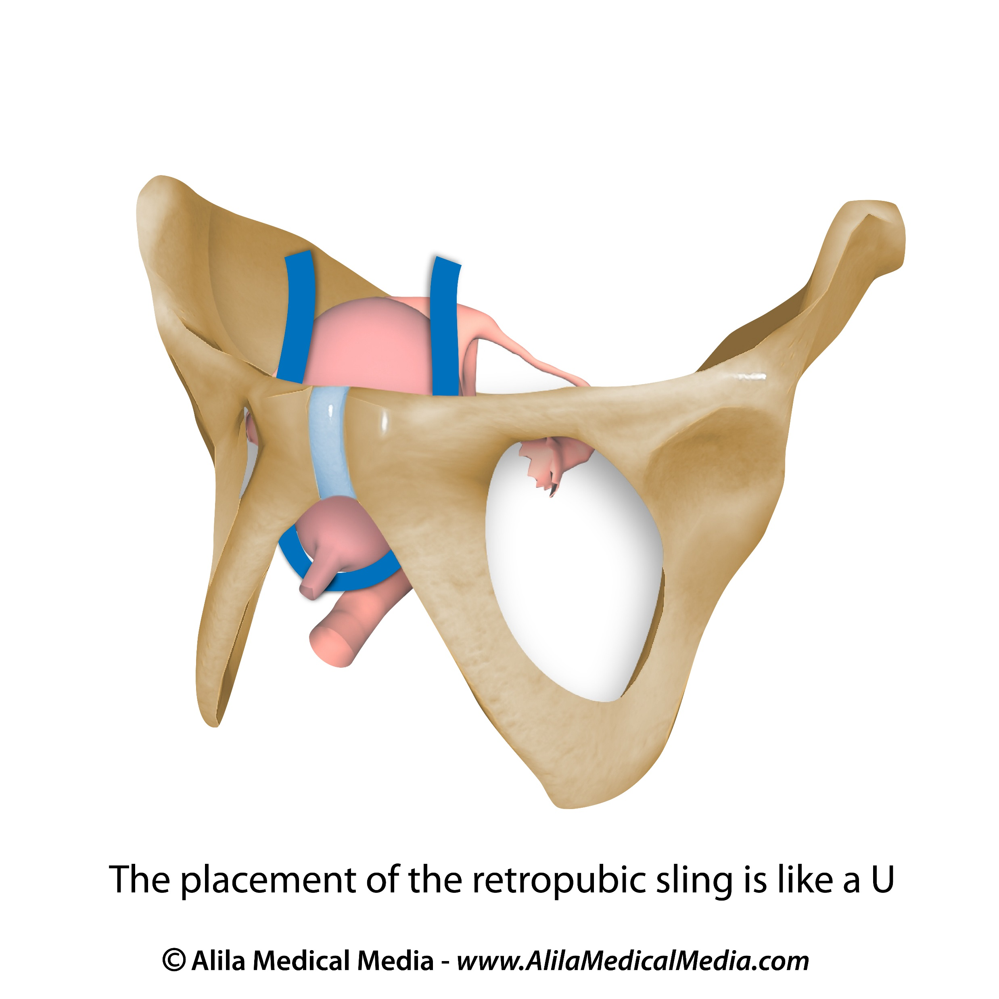 The placement of the retropubic sling is like a U
© Alila Medical Media - www.AlilaMedicalMedia.com